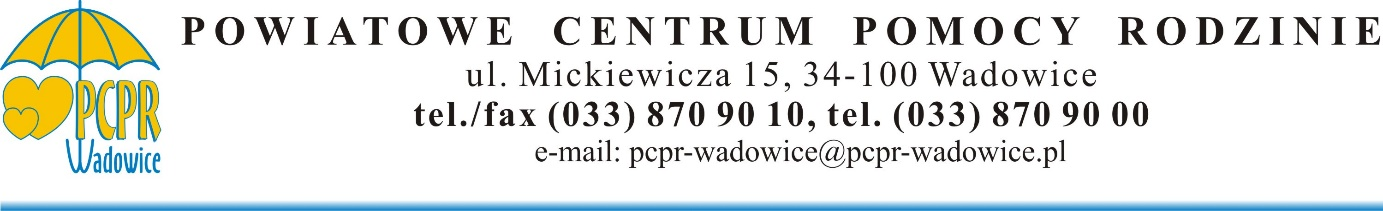 POWIATOWE CENTRUM POMOCY RODZINIE
ul. Mickiewicza 15, 34-100 Wadowice
tel./fax (033) 870 90 10, tel. (033) 870 90 00
e-mail: pcpr-wadowice@pcpr-wadowice.pl
PCPR
Wadowice